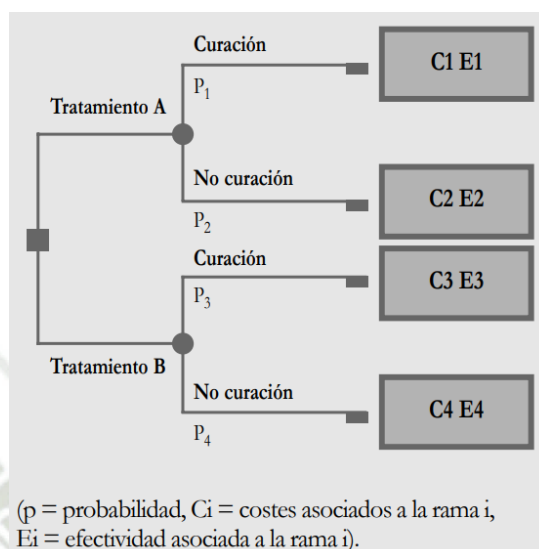 Curación
C1 E1
P₁
Tratamiento A
No curación
C2 E2
P₂
Curación
C3 E3
P₃
Tratamiento B
No curación
C4 E4
P₄
(p = probabilidad, Ci = costes asociados a la rama i,
Ei = efectividad asociada a la rama i).